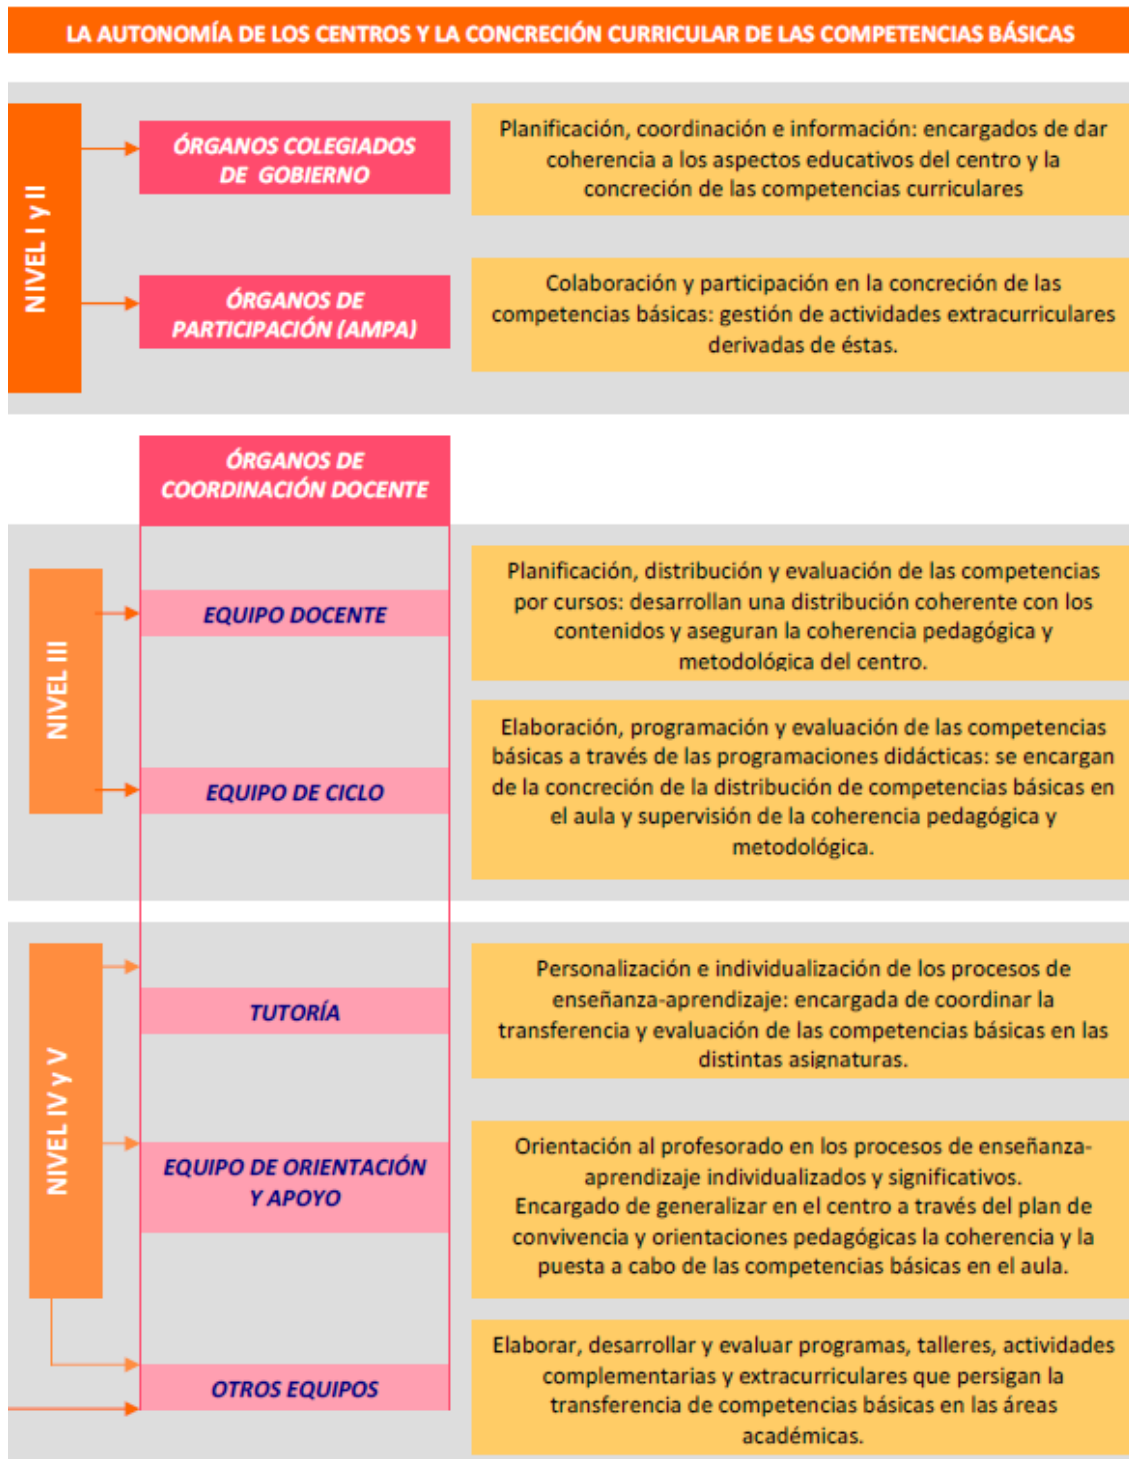 LA AUTONOMÍA DE LOS CENTROS Y LA CONCRECIÓN CURRICULAR DE LAS COMPETENCIAS BÁSICAS
NIVEL I y II
ÓRGANOS COLEGIADOS
DE GOBIERNO
Planificación, coordinación e información: encargados de dar
coherencia a los aspectos educativos del centro y la
concreción de las competencias curriculares
ÓRGANOS DE
PARTICIPACIÓN (AMPA)
Colaboración y participación en la concreción de las
competencias básicas: gestión de actividades extracurriculares
derivadas de éstas.
ÓRGANOS DE
COORDINACIÓN DOCENTE
NIVEL III
EQUIPO DOCENTE
Planificación, distribución y evaluación de las competencias
por cursos: desarrollan una distribución coherente con los
contenidos y aseguran la coherencia pedagógica y
metodológica del centro.
EQUIPO DE CICLO
Elaboración, programación y evaluación de las competencias
básicas a través de las programaciones didácticas: se encargan
de la concreción de la distribución de competencias básicas en
el aula y supervisión de la coherencia pedagógica y
metodológica.
NIVEL IV y V
TUTORÍA
Personalización e individualización de los procesos de
enseñanza-aprendizaje: encargada de coordinar la
transferencia y evaluación de las competencias básicas en las
distintas asignaturas.
EQUIPO DE ORIENTACIÓN
Y APOYO
Orientación al profesorado en los procesos de enseñanza-
aprendizaje individualizados y significativos.
Encargado de generalizar en el centro a través del plan de
convivencia y orientaciones pedagógicas la coherencia y la
puesta a cabo de las competencias básicas en el aula.
OTROS EQUIPOS
Elaborar, desarrollar y evaluar programas, talleres, actividades
complementarias y extracurriculares que persigan la
transferencia de competencias básicas en las áreas
académicas.